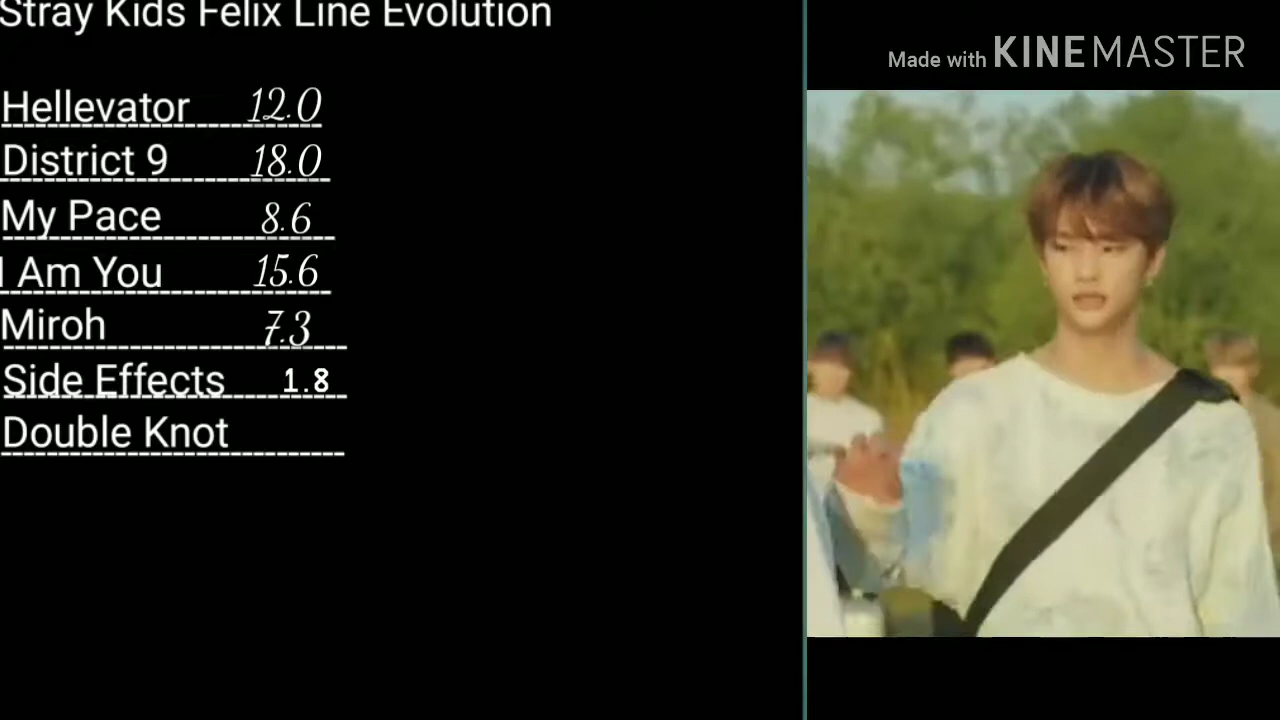 Stray Kids Felix Line Evolution
Made with KINEMASTER
Hellevator 12.0
District 9 18.0
My Pace 8.6
I Am You 15.6
Miroh 7.3
Side Effects 1.8
Double Knot